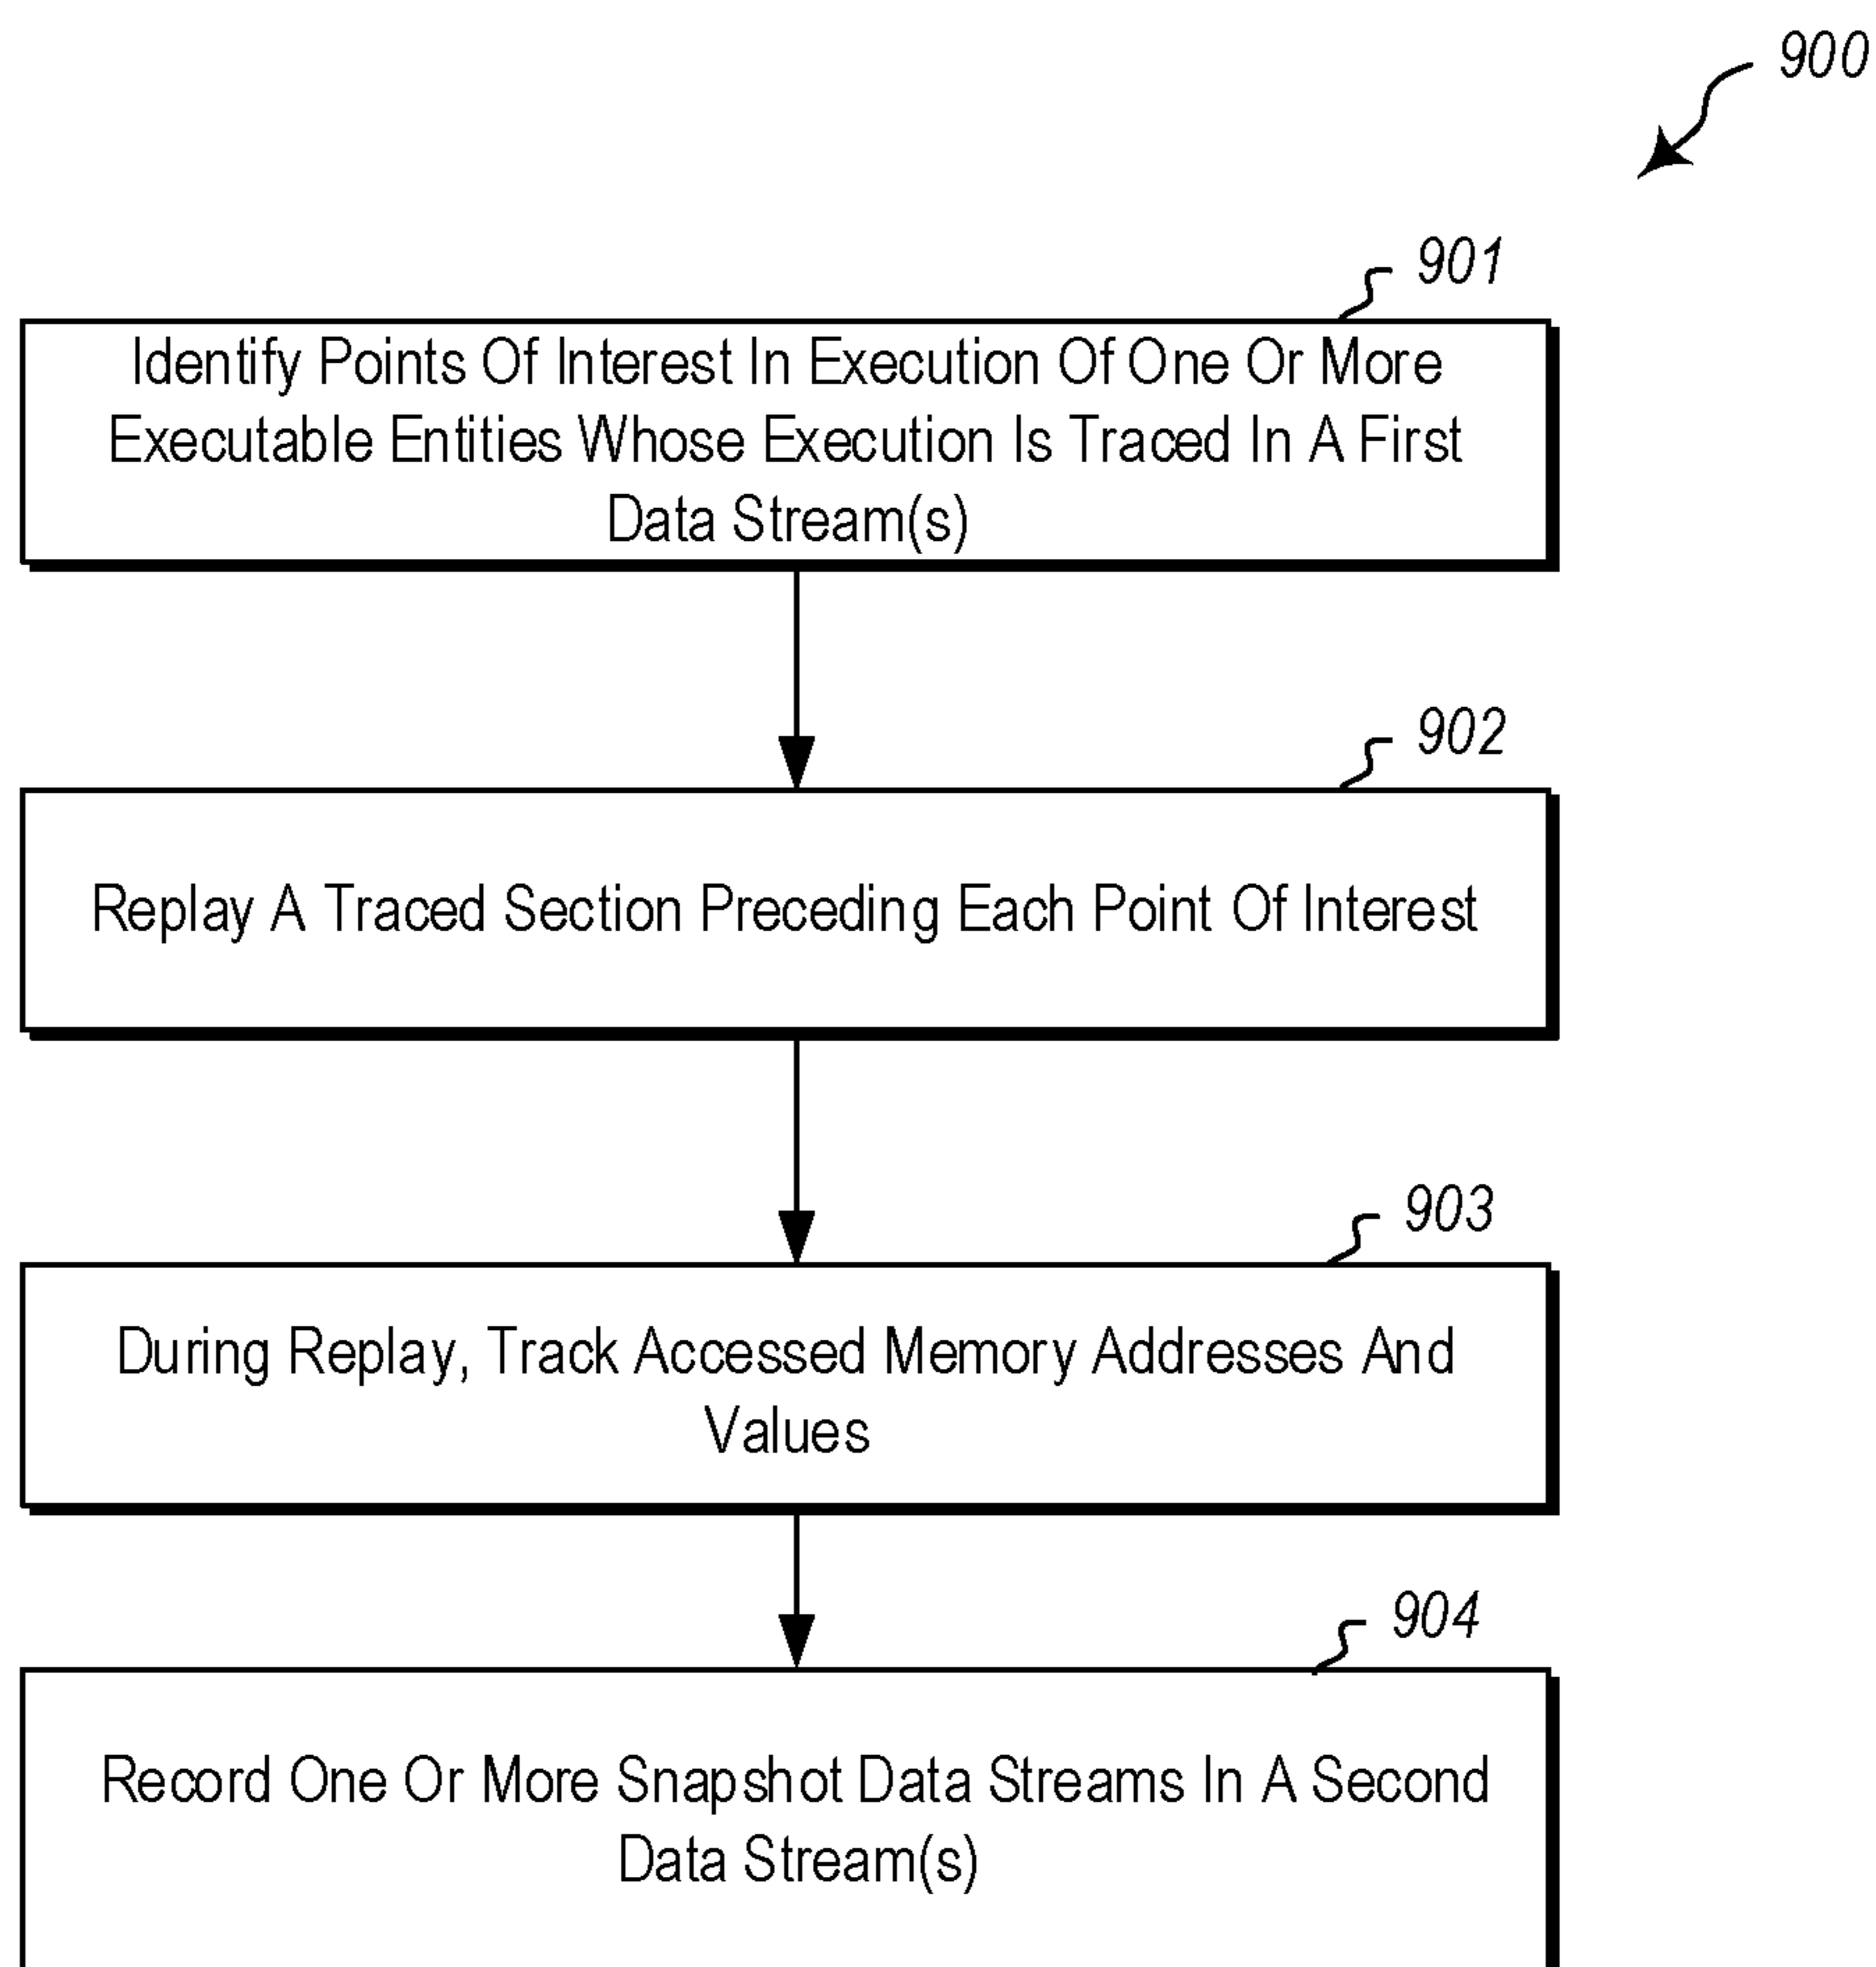 900
901
Identify Points Of Interest In Execution Of One Or More
Executable Entities Whose Execution Is Traced In A First
Data Stream(s)
902
Replay A Traced Section Preceding Each Point Of Interest
903
During Replay, Track Accessed Memory Addresses And
Values
904
Record One Or More Snapshot Data Streams In A Second
Data Stream(s)